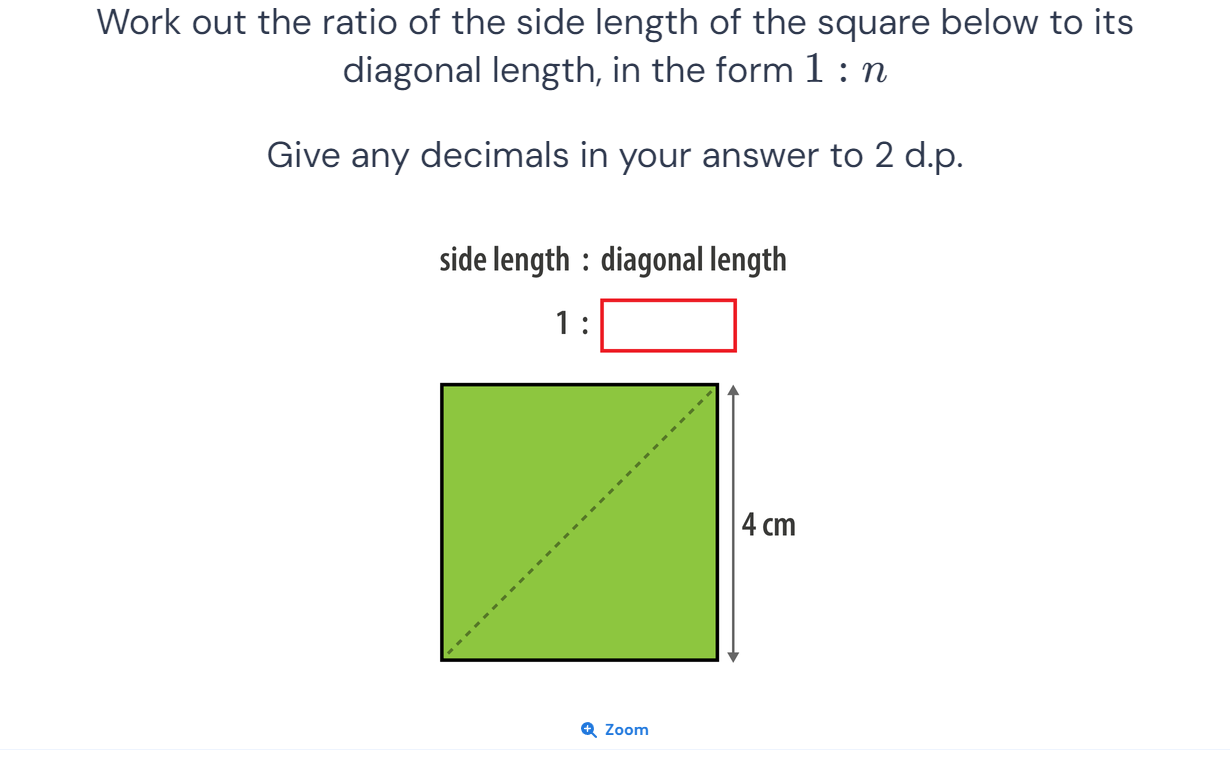 Work out the ratio of the side length of the square below to its
diagonal length, in the form 1 : n
Give any decimals in your answer to 2 d.p.
side length : diagonal length
1 :
4 cm
Zoom